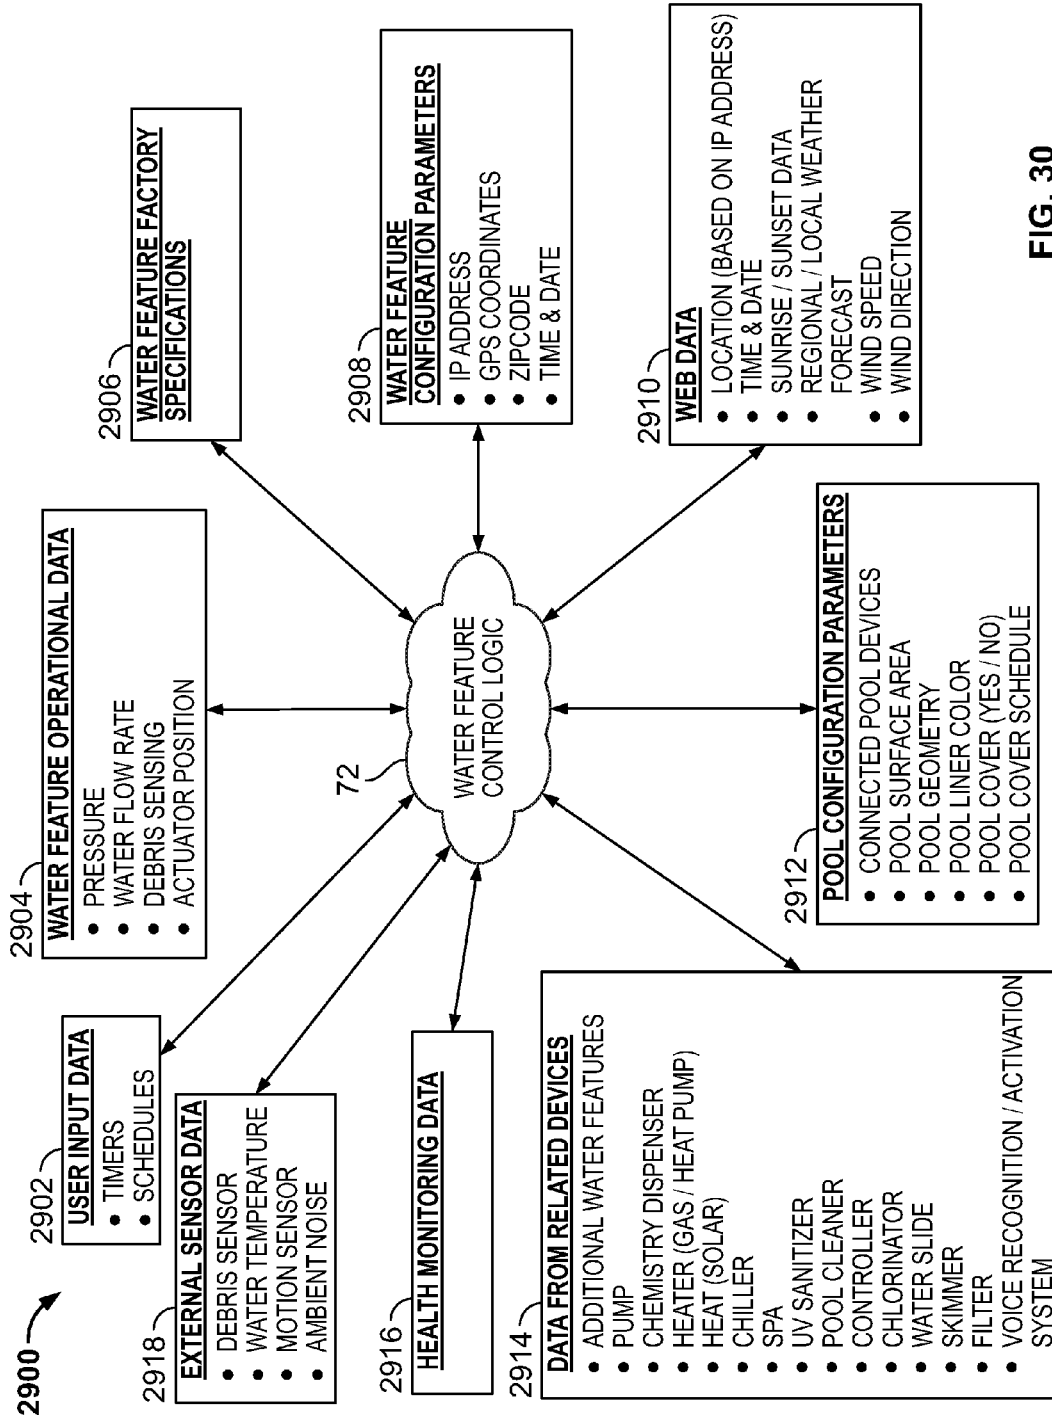 2900
2902
USER INPUT DATA
• TIMERS
• SCHEDULES
2904
WATER FEATURE OPERATIONAL DATA
• PRESSURE
• WATER FLOW RATE
• DEBRIS SENSING
• ACTUATOR POSITION
2906
WATER FEATURE FACTORY
SPECIFICATIONS
2918
EXTERNAL SENSOR DATA
• DEBRIS SENSOR
• WATER TEMPERATURE
• MOTION SENSOR
• AMBIENT NOISE
72
WATER FEATURE
CONTROL LOGIC
2908
WATER FEATURE
CONFIGURATION PARAMETERS
• IP ADDRESS
• GPS COORDINATES
• ZIPCODE
• TIME & DATE
2916
HEALTH MONITORING DATA
2914
DATA FROM RELATED DEVICES
• ADDITIONAL WATER FEATURES
• PUMP
• CHEMISTRY DISPENSER
• HEATER (GAS / HEAT PUMP)
• HEAT (SOLAR)
• CHILLER
• SPA
• UV SANITIZER
• POOL CLEANER
• CONTROLLER
• CHLORINATOR
• WATER SLIDE
• SKIMMER
• FILTER
• VOICE RECOGNITION / ACTIVATION
SYSTEM
2912
POOL CONFIGURATION PARAMETERS
• CONNECTED POOL DEVICES
• POOL SURFACE AREA
• POOL GEOMETRY
• POOL LINER COLOR
• POOL COVER (YES / NO)
• POOL COVER SCHEDULE
2910
WEB DATA
• LOCATION (BASED ON IP ADDRESS)
• TIME & DATE
• SUNRISE / SUNSET DATA
• REGIONAL / LOCAL WEATHER
FORECAST
• WIND SPEED
• WIND DIRECTION
FIG. 30